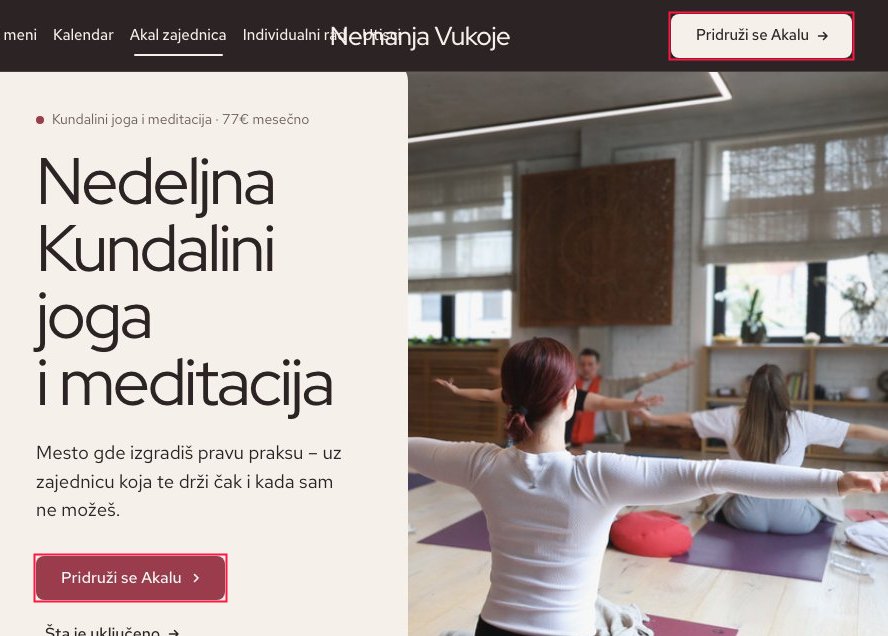 meni Kalendar Akal zajednica Individualni rad Utisci
Nemanja Vukoje
Pridruži se Akalu →
Kundalini joga i meditacija · 77€ mesečno
Nedeljna
Kundalini
joga
i meditacija
Mesto gde izgradiš pravu praksu – uz
zajednicu koja te drži čak i kada sam
ne možeš.
Pridruži se Akalu ›
Šta je uključeno →